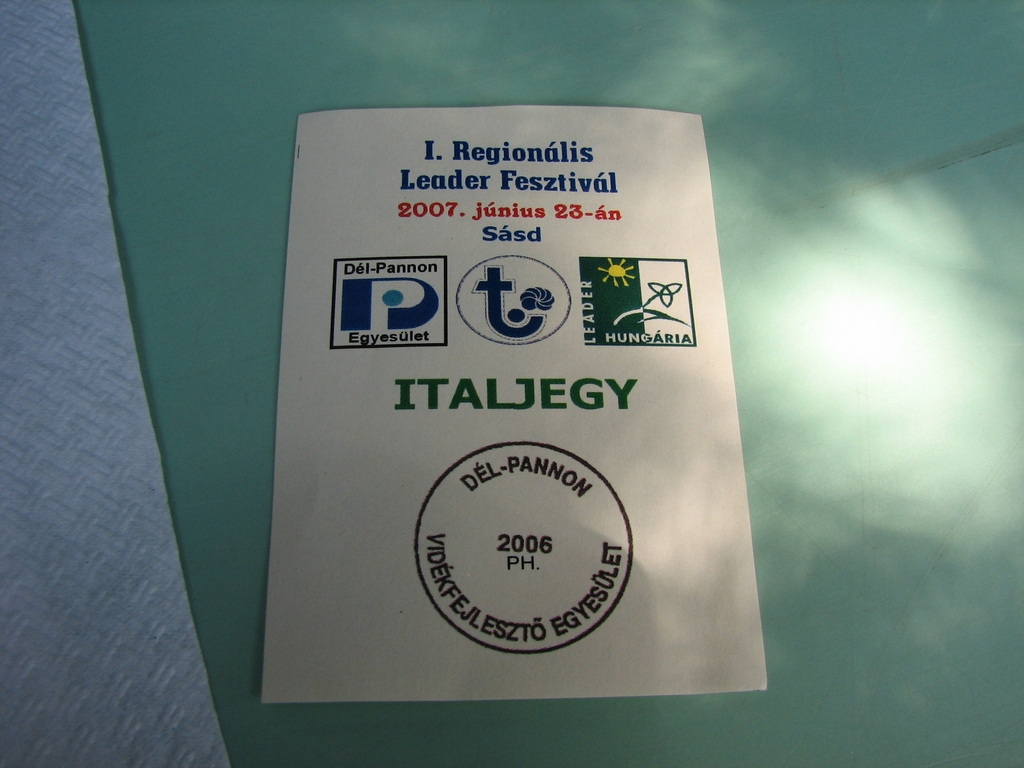 I. Regionális
Leader Fesztivál
2007. június 23-án
Sásd
Dél-Pannon
Egyesület
LEADER
HUNGÁRIA
ITALJEGY
DÉL-PANNON
2006
PH.
VIDÉKFEJLESZTŐ EGYESÜLET